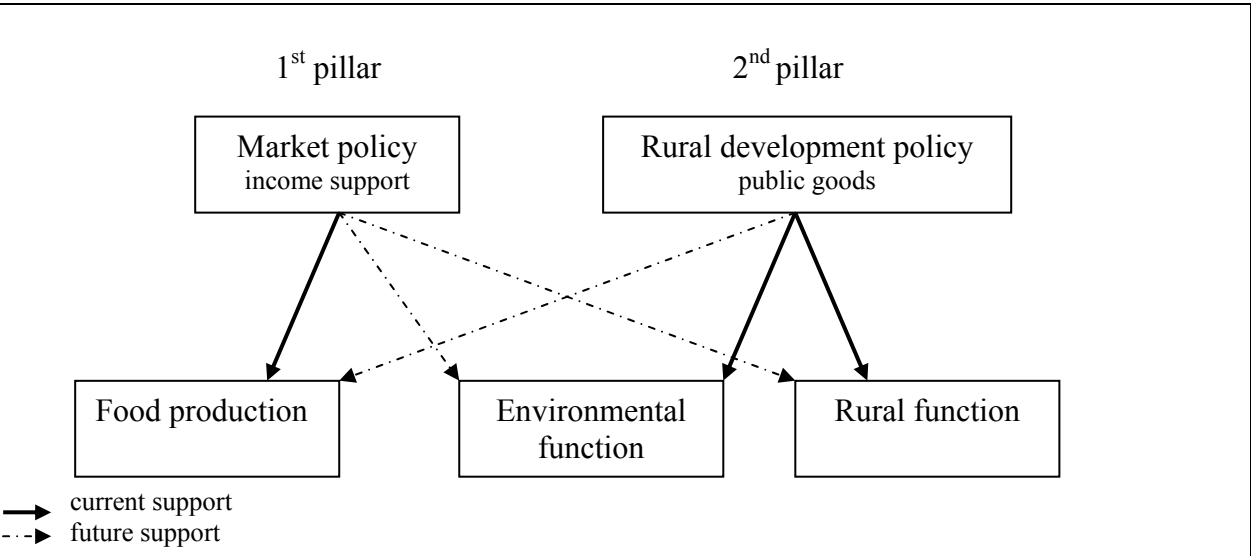 1st pillar
2nd pillar
Market policy
income support
Rural development policy
public goods
Food production
Environmental
function
Rural function
current support
future support